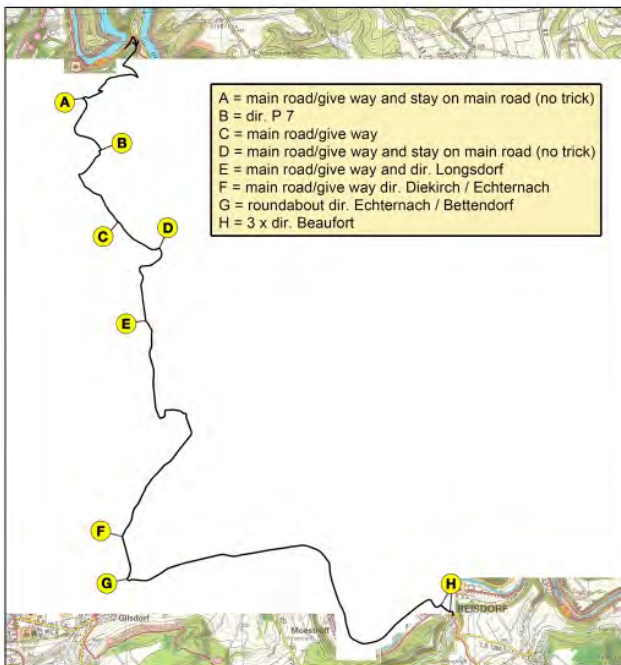 A
B
C
D
E
F
G
H
A = main road/give way and stay on main road (no trick)
B = dir. P 7
C = main road/give way
D = main road/give way and stay on main road (no trick)
E = main road/give way and dir. Longsdorf
F = main road/give way dir. Diekirch / Echternach
G = roundabout dir. Echternach / Bettendorf
H = 3 x dir. Beaufort
REISDORF
Gilsdorf
Moestroff